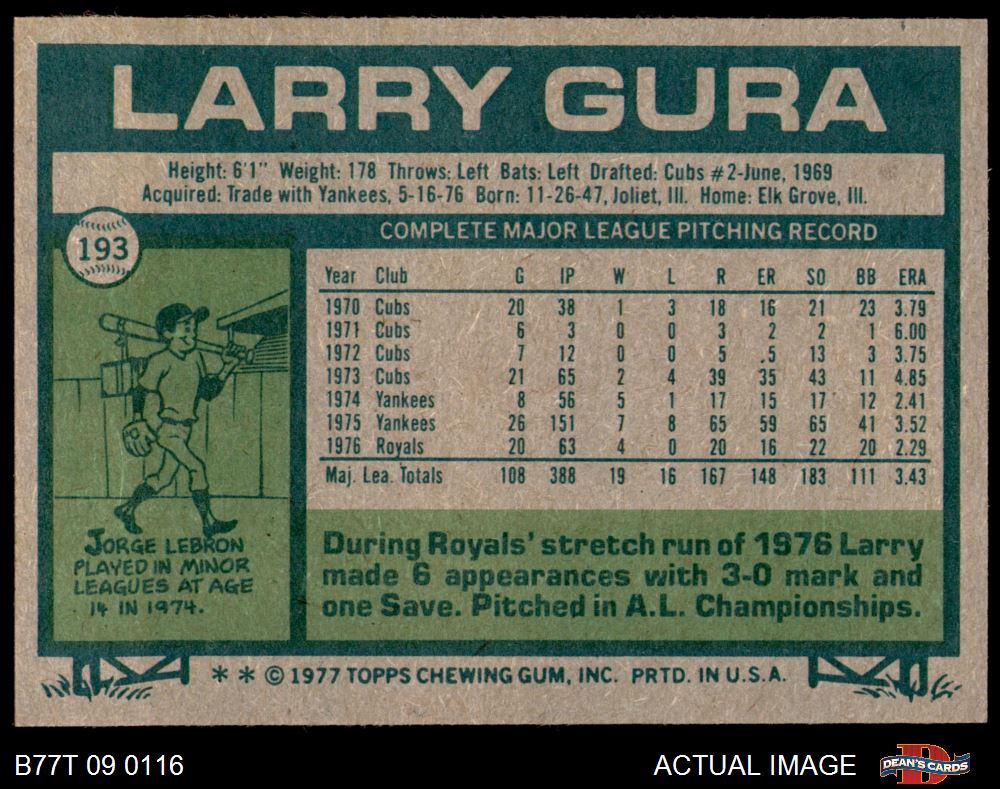 LARRY GURA
Height: 6'1" Weight: 178 Throws: Left Bats: Left Drafted: Cubs #2-June, 1969
Acquired: Trade with Yankees, 5-16-76 Born: 11-26-47, Joliet, Ill. Home: Elk Grove, Ill.
193
COMPLETE MAJOR LEAGUE PITCHING RECORD
Year Club G IP W L R ER SO BB ERA
1970 Cubs 20 38 1 3 18 16 21 23 3.79
1971 Cubs 6 3 0 0 3 2 2 1 6.00
1972 Cubs 7 12 0 0 5 .5 13 3 3.75
1973 Cubs 21 65 2 4 39 35 43 11 4.85
1974 Yankees 8 56 5 1 17 15 17 12 2.41
1975 Yankees 26 151 7 8 65 59 65 41 3.52
1976 Royals 20 63 4 0 20 16 22 20 2.29
Maj. Lea. Totals 108 388 19 16 167 148 183 111 3.43
JORGE LEBRON
PLAYED IN MINOR
LEAGUES AT AGE
14 IN 1974.
During Royals' stretch run of 1976 Larry
made 6 appearances with 3-0 mark and
one Save. Pitched in A.L. Championships.
* * © 1977 TOPPS CHEWING GUM, INC. PRTD. IN U.S.A.
B77T 09 0116
ACTUAL IMAGE
D
DEAN'S CARDS